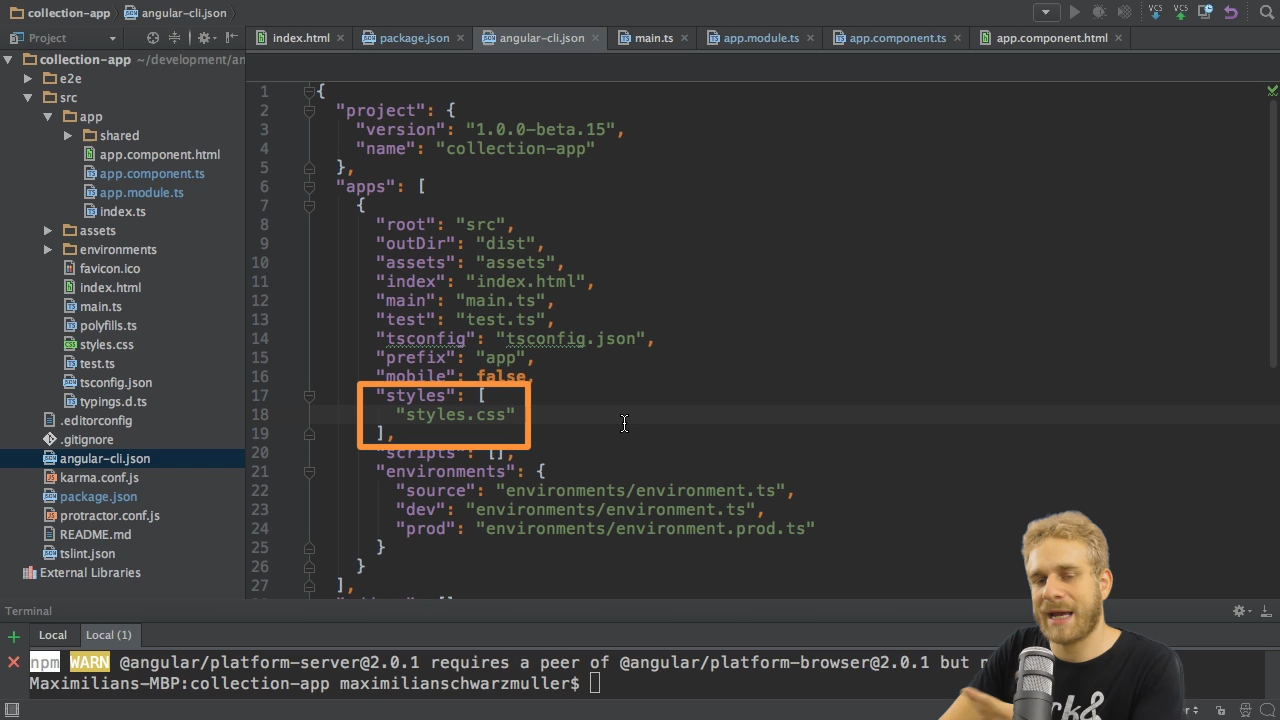 collection-app angular-cli.json
Project
index.html package.json angular-cli.json main.ts app.module.ts app.component.ts app.component.html
VCS VCS
collection-app ~/development/an
e2e
src
app
shared
app.component.html
app.component.ts
app.module.ts
index.ts
assets
environments
favicon.ico
index.html
main.ts
polyfills.ts
styles.css
test.ts
tsconfig.json
typings.d.ts
.editorconfig
.gitignore
angular-cli.json
karma.conf.js
package.json
protractor.conf.js
README.md
tslint.json
External Libraries
1 {
2 "project": {
3 "version": "1.0.0-beta.15",
4 "name": "collection-app"
5 },
6 "apps": [
7 {
8 "root": "src",
9 "outDir": "dist",
10 "assets": "assets",
11 "index": "index.html",
12 "main": "main.ts",
13 "test": "test.ts",
14 "tsconfig": "tsconfig.json",
15 "prefix": "app",
16 "mobile": false,
17 "styles": [
18 "styles.css"
19 ],
20 "scripts": [],
21 "environments": {
22 "source": "environments/environment.ts",
23 "dev": "environments/environment.ts",
24 "prod": "environments/environment.prod.ts"
25 }
26 }
27 ],
Terminal
Local Local (1)
npm WARN @angular/platform-server@2.0.1 requires a peer of @angular/platform-browser@2.0.1 but
Maximilians-MBP:collection-app maximilianschwarzmuller$